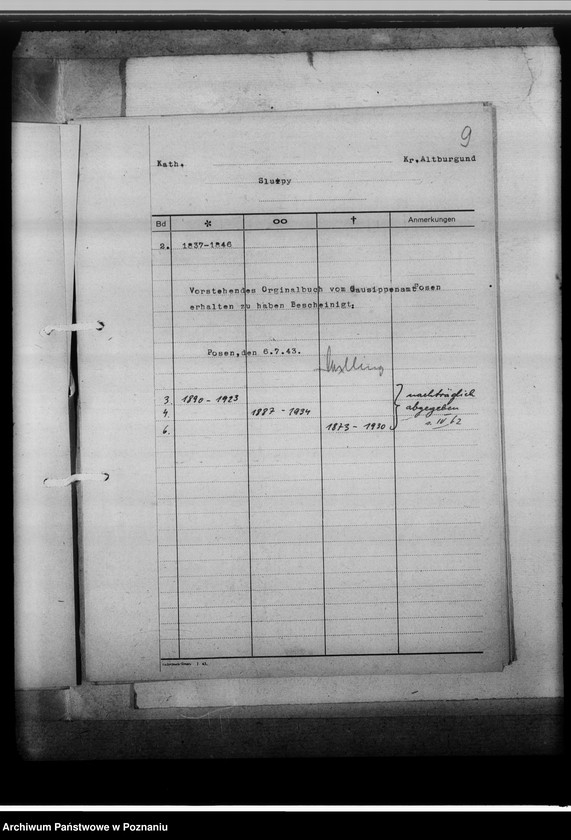 9
Kath. Kr.Altburgund
Slupy
Bd * oo † Anmerkungen
2. 1837-1846
Vorstehendes Orginalbuch vom Gausippenamt Posen
erhalten zu haben Bescheinigt:
Posen, den 6.7.43.
3. 1890 - 1923 nachträglich
4. 1887 - 1934 abgegeben
6. 1873 - 1930
Archiwum Państwowe w Poznaniu